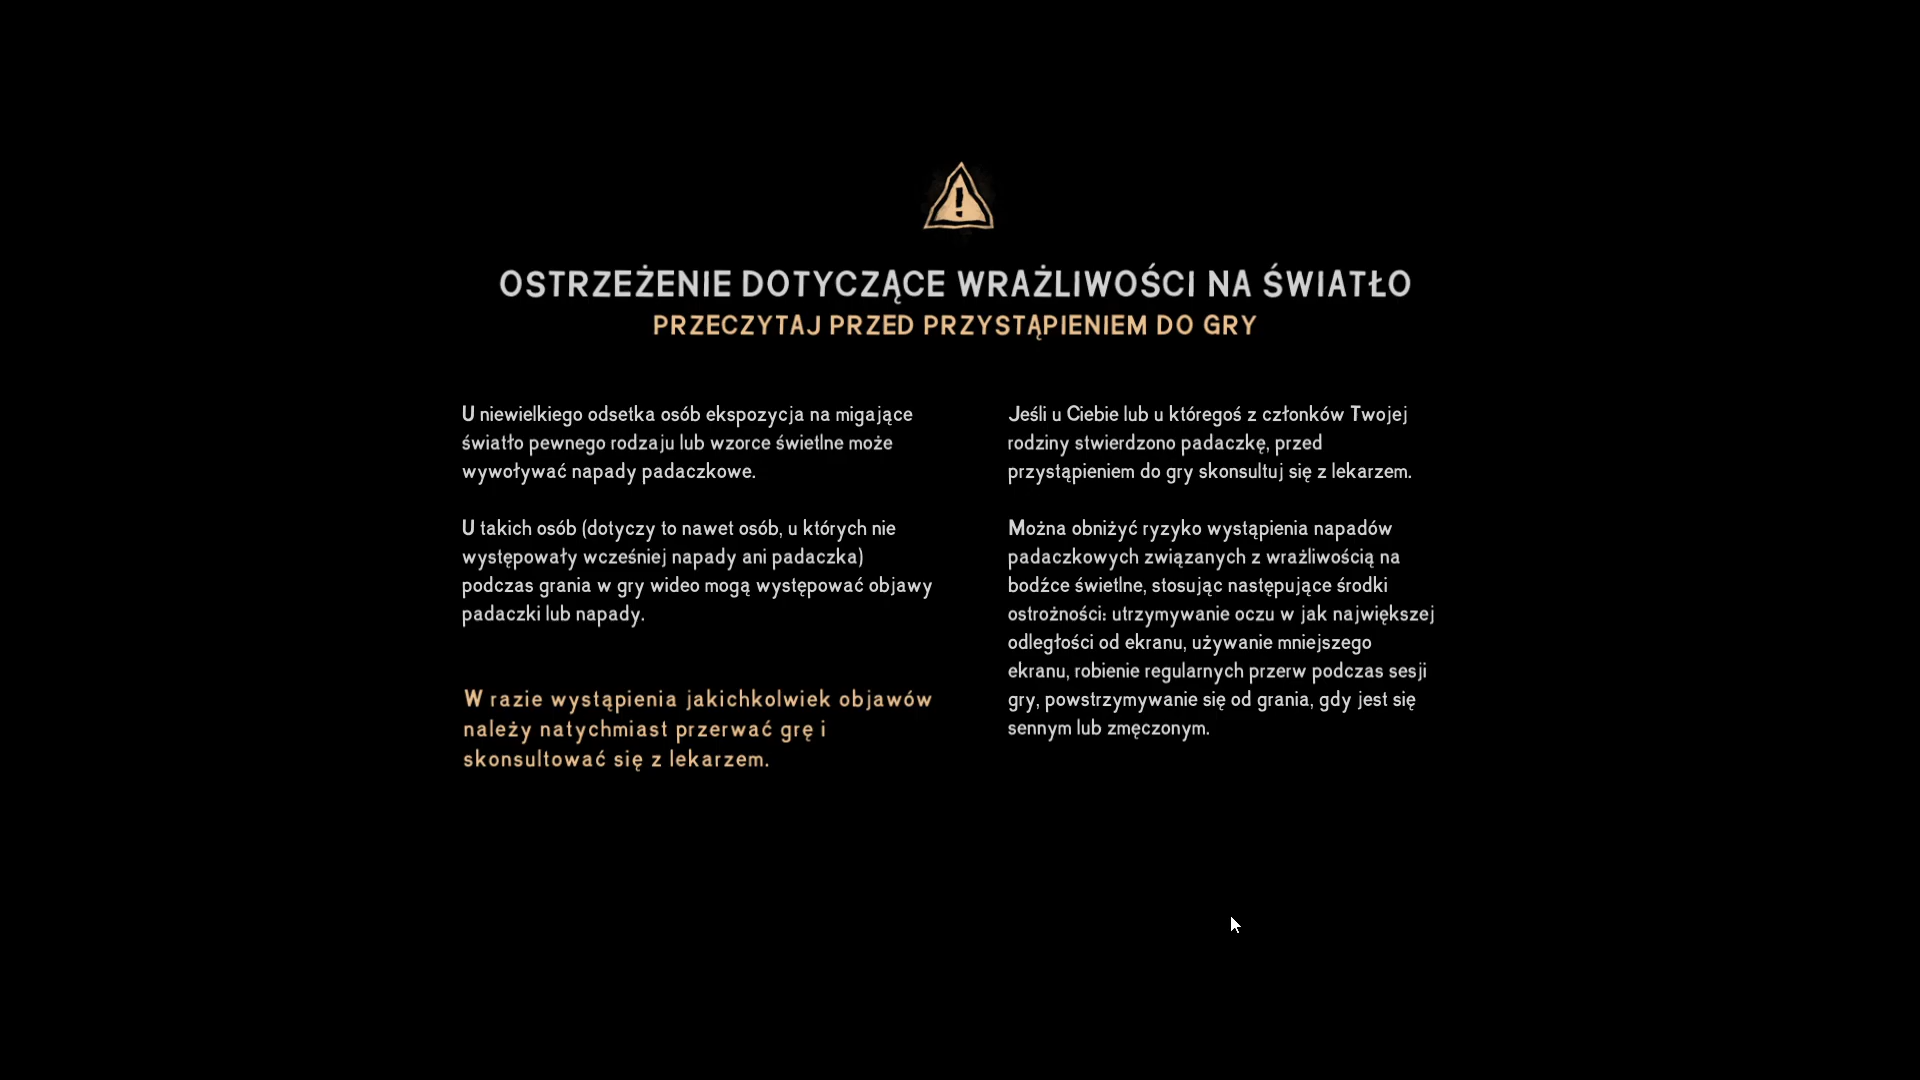 OSTRZEŻENIE DOTYCZĄCE WRAŻLIWOŚCI NA ŚWIATŁO
PRZECZYTAJ PRZED PRZYSTĄPIENIEM DO GRY
U niewielkiego odsetka osób ekspozycja na migające
światło pewnego rodzaju lub wzorce świetlne może
wywoływać napady padaczkowe.
U takich osób (dotyczy to nawet osób, u których nie
występowały wcześniej napady ani padaczka)
podczas grania w gry wideo mogą występować objawy
padaczki lub napady.
W razie wystąpienia jakichkolwiek objawów
należy natychmiast przerwać grę i
skonsultować się z lekarzem.
Jeśli u Ciebie lub u któregoś z członków Twojej
rodziny stwierdzono padaczkę, przed
przystąpieniem do gry skonsultuj się z lekarzem.
Można obniżyć ryzyko wystąpienia napadów
padaczkowych związanych z wrażliwością na
bodźce świetlne, stosując następujące środki
ostrożności: utrzymywanie oczu w jak największej
odległości od ekranu, używanie mniejszego
ekranu, robienie regularnych przerw podczas sesji
gry, powstrzymywanie się od grania, gdy jest się
sennym lub zmęczonym.